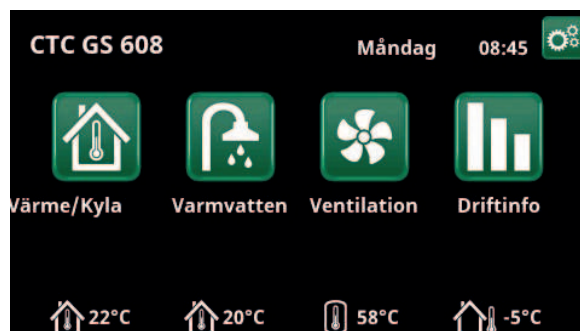 CTC GS 608 Måndag 08:45
Värme/Kyla Varmvatten Ventilation Driftinfo
22°C 20°C 58°C -5°C